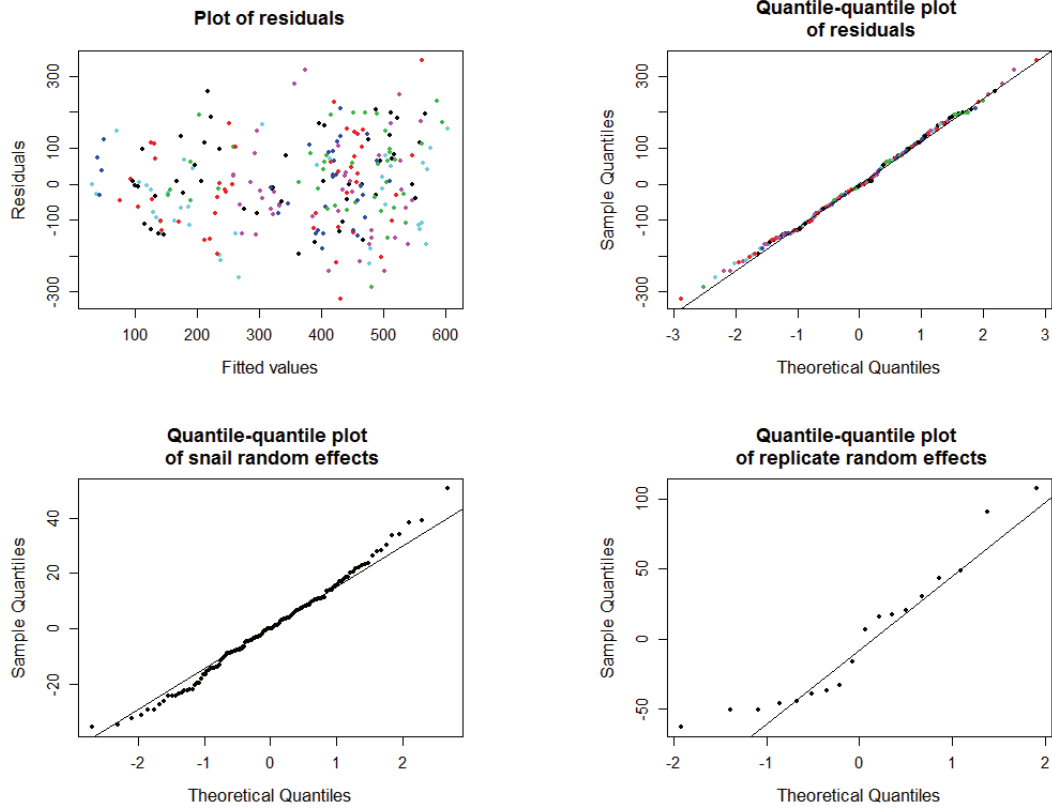 Plot of residuals
300
100
0
-100
-300
Residuals
100 200 300 400 500 600
Fitted values
Quantile-quantile plot
of residuals
300
100
0
-100
-300
Sample Quantiles
-3 -2 -1 0 1 2 3
Theoretical Quantiles
Quantile-quantile plot
of snail random effects
40
20
0
-20
Sample Quantiles
-2 -1 0 1 2
Theoretical Quantiles
Quantile-quantile plot
of replicate random effects
100
50
0
-50
Sample Quantiles
-2 -1 0 1 2
Theoretical Quantiles